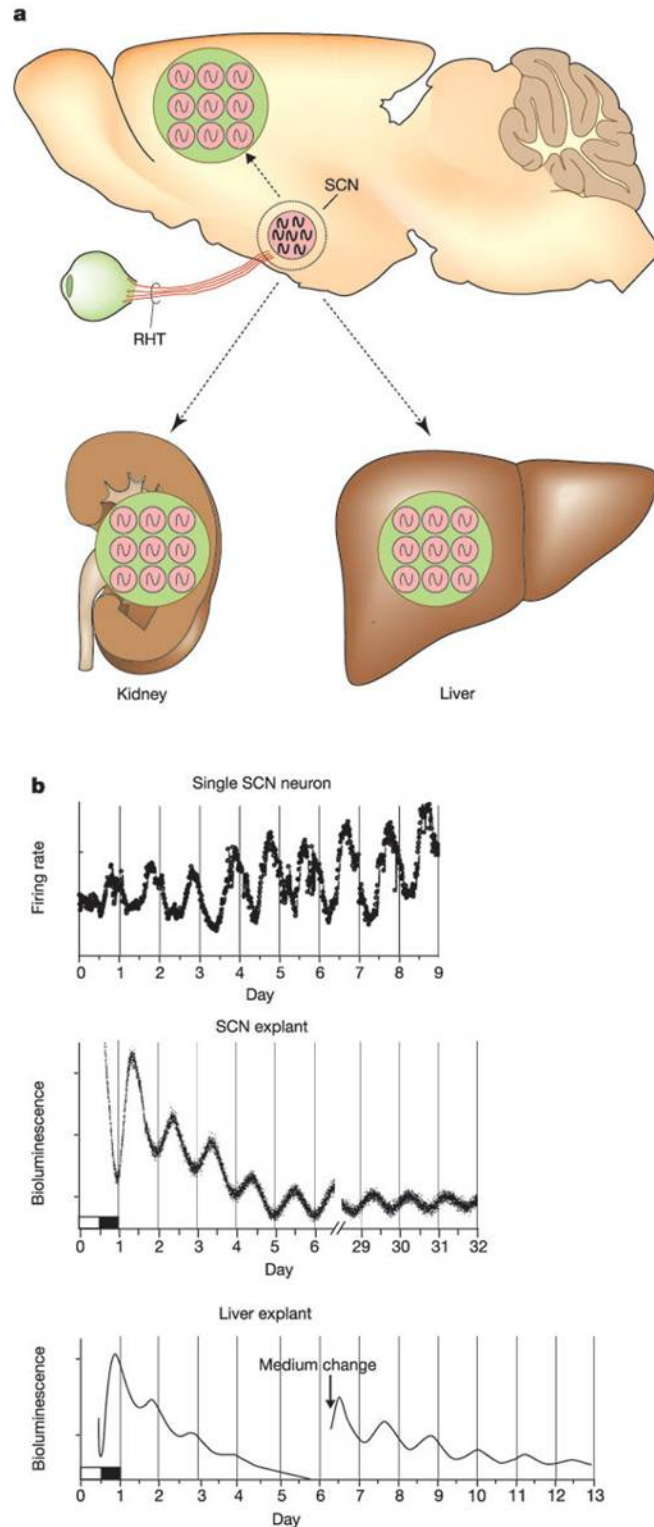 a
SCN
RHT
Kidney
Liver
b
Single SCN neuron
Firing rate
0 1 2 3 4 5 6 7 8 9
Day
SCN explant
Bioluminescence
0 1 2 3 4 5 6 29 30 31 32
Day
Liver explant
Bioluminescence
Medium change
0 1 2 3 4 5 6 7 8 9 10 11 12 13
Day